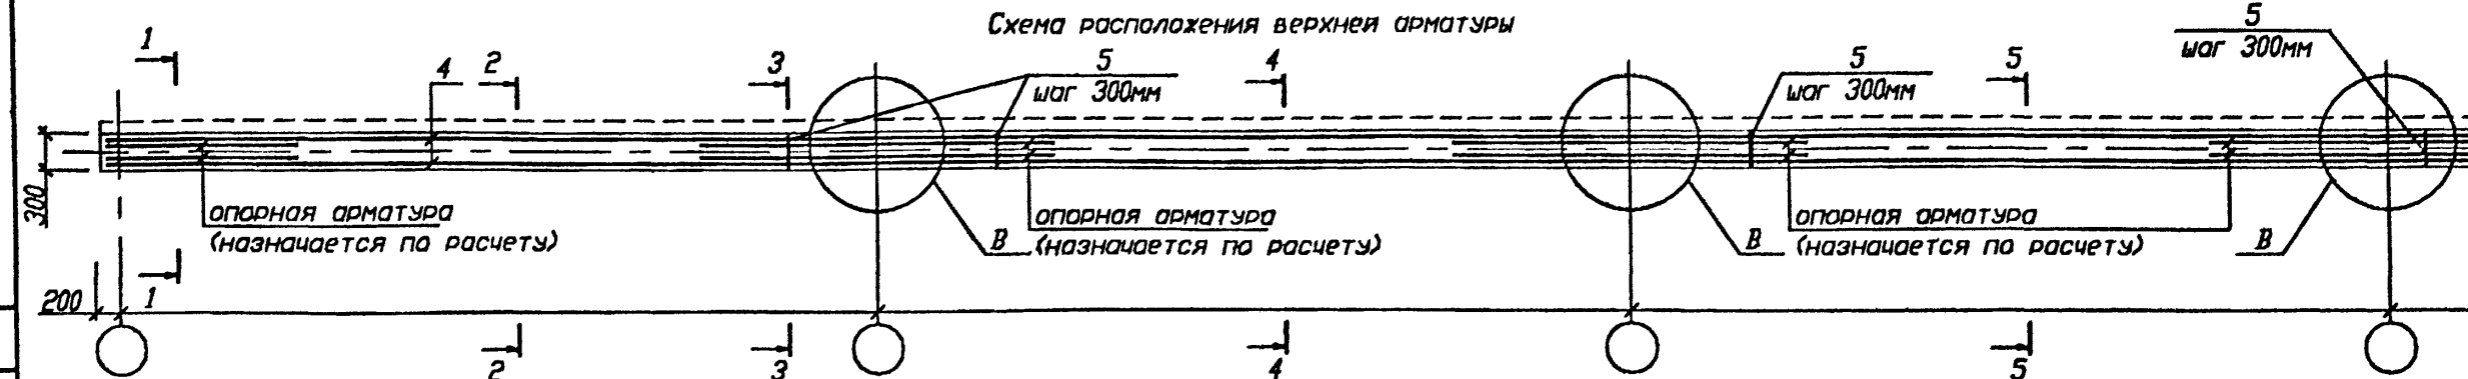 Схема расположения верхней арматуры
1
4
2
3
5
шаг 300мм
4
5
шаг 300мм
5
5
шаг 300мм
300
опорная арматура
(назначается по расчету)
В
опорная арматура
(назначается по расчету)
В
опорная арматура
(назначается по расчету)
В
200
1
2
3
4
5